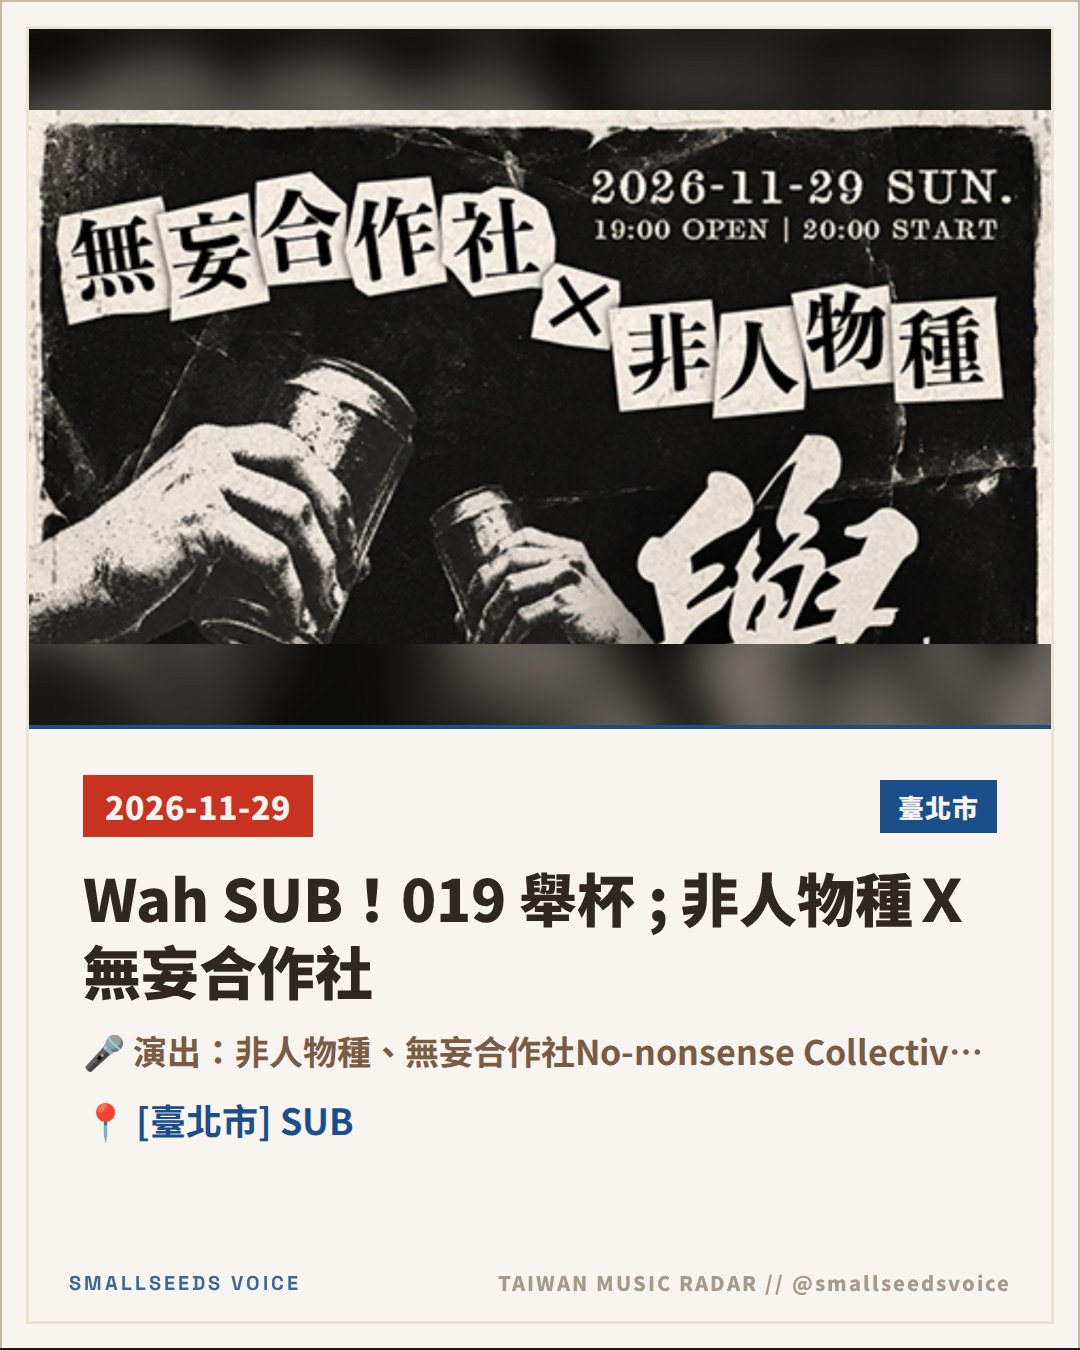 2026-11-29 SUN.
19:00 OPEN | 20:00 START
無妄合作社
×
非人物種
2026-11-29
臺北市
Wah SUB！019 舉杯 ; 非人物種 X
無妄合作社
演出：非人物種、無妄合作社No-nonsense Collectiv…
[臺北市] SUB
SMALLSEEDS VOICE
TAIWAN MUSIC RADAR // @smallseedsvoice